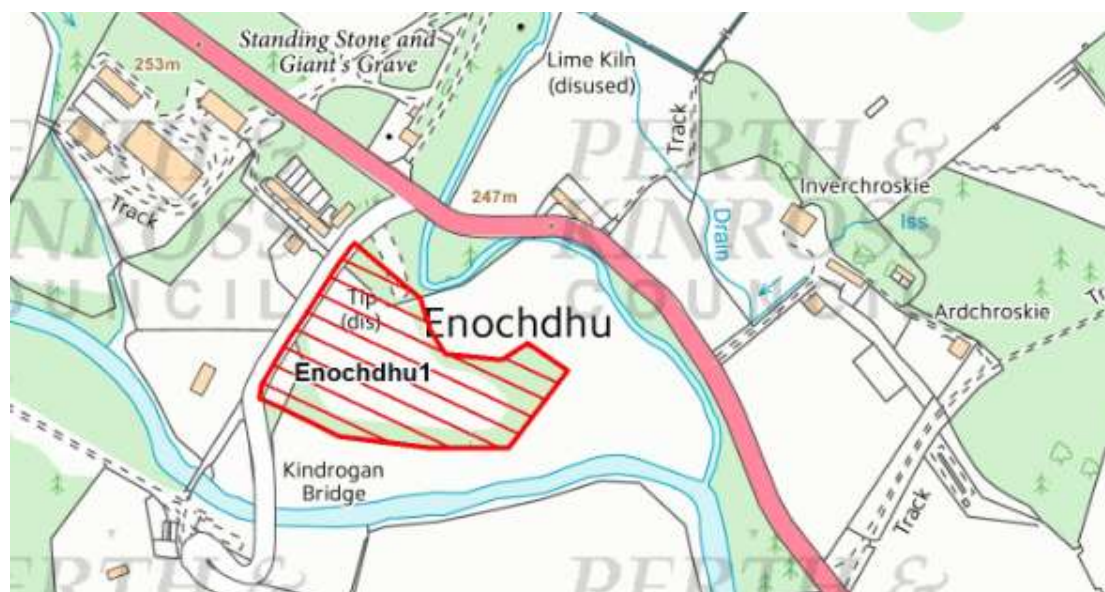 Standing Stone and
Giant's Grave
253m
Lime Kiln
(disused)
Track
PERTH &
KINROSS
COUNCIL
PERTH &
KINROSS
COUNCIL
247m
Inverchroskie
Iss
Drain
Track
Tip
(dis)
Enochdhu
Enochdhu1
Ardchroskie
Kindrogan
Bridge
Track
PERTH &
PERTH &